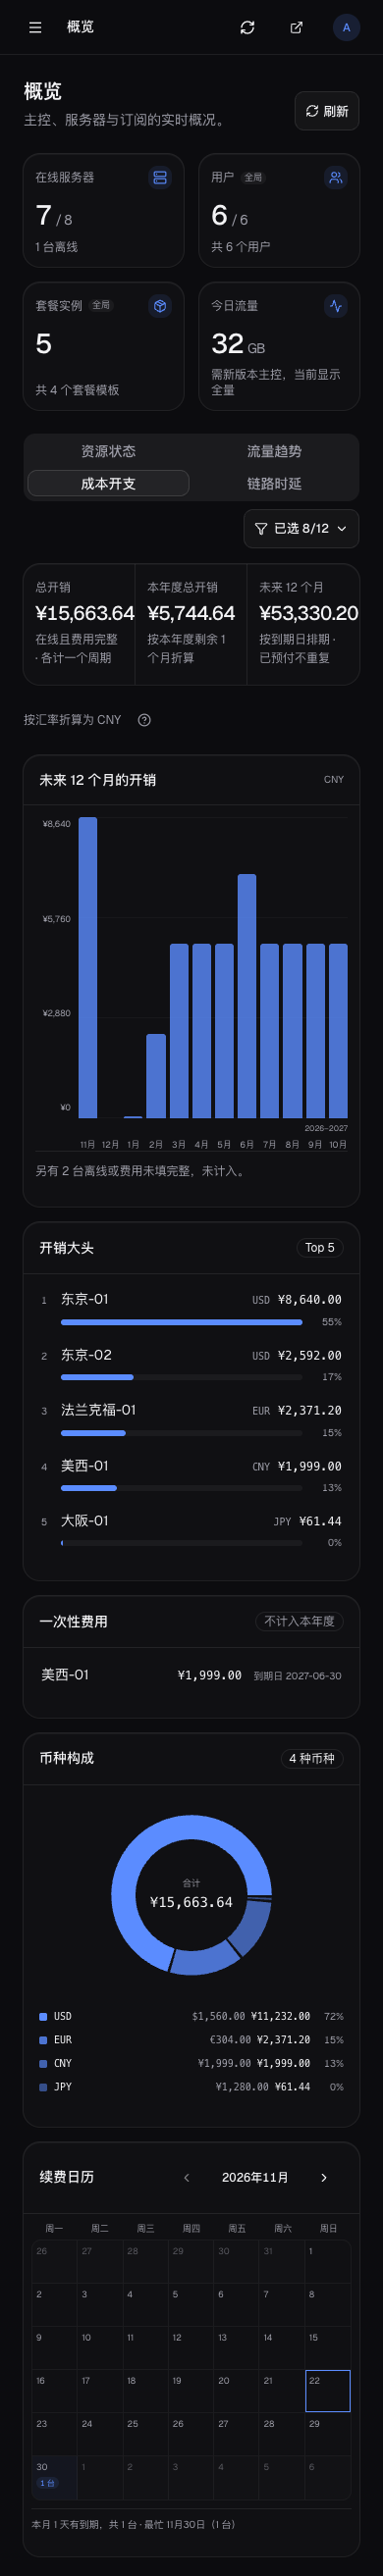 概览
A
概览
主控、服务器与订阅的实时概况。
刷新
在线服务器
7 / 8
1 台离线
用户 全局
6 / 6
共 6 个用户
套餐实例 全局
5
共 4 个套餐模板
今日流量
32 GB
需新版本主控，当前显示
全量
资源状态
流量趋势
成本开支
链路时延
已选 8/12
总开销
¥15,663.64
在线且费用完整
· 各计一个周期
本年度总开销
¥5,744.64
按本年度剩余 1
个月折算
未来 12 个月
¥53,330.20
按到期日排期 ·
已预付不重复
按汇率折算为 CNY
未来 12 个月的开销
CNY
¥8,640
¥5,760
¥2,880
¥0
2026–2027
11月 12月 1月 2月 3月 4月 5月 6月 7月 8月 9月 10月
另有 2 台离线或费用未填完整，未计入。
开销大头
Top 5
1 东京-01 USD ¥8,640.00
55%
2 东京-02 USD ¥2,592.00
17%
3 法兰克福-01 EUR ¥2,371.20
15%
4 美西-01 CNY ¥1,999.00
13%
5 大阪-01 JPY ¥61.44
0%
一次性费用
不计入本年度
美西-01 ¥1,999.00 到期日 2027-06-30
币种构成
4 种币种
合计
¥15,663.64
USD $1,560.00 ¥11,232.00 72%
EUR €304.00 ¥2,371.20 15%
CNY ¥1,999.00 ¥1,999.00 13%
JPY ¥1,280.00 ¥61.44 0%
续费日历
2026年11月
周一 周二 周三 周四 周五 周六 周日
26 27 28 29 30 31 1
2 3 4 5 6 7 8
9 10 11 12 13 14 15
16 17 18 19 20 21 22
23 24 25 26 27 28 29
30 1 2 3 4 5 6
1 台
本月 1 天有到期，共 1 台 · 最忙 11月30日（1 台）